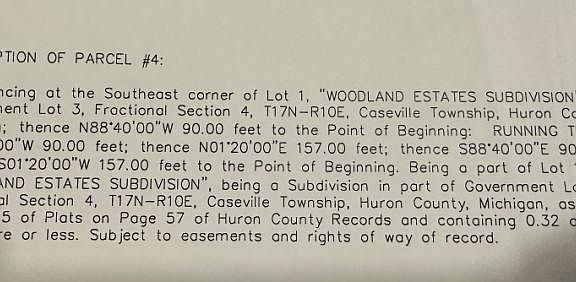 PTION OF PARCEL #4:
ncing at the Southeast corner of Lot 1, "WOODLAND ESTATES SUBDIVISION"
ment Lot 3, Fractional Section 4, T17N-R10E, Caseville Township, Huron Co
; thence N88°40'00"W 90.00 feet to the Point of Beginning: RUNNING T
00"W 90.00 feet; thence N01°20'00"E 157.00 feet; thence S88°40'00"E 90
S01°20'00"W 157.00 feet to the Point of Beginning. Being a part of Lot 1
AND ESTATES SUBDIVISION", being a Subdivision in part of Government Lo
al Section 4, T17N-R10E, Caseville Township, Huron County, Michigan, as
5 of Plats on Page 57 of Huron County Records and containing 0.32 a
re or less. Subject to easements and rights of way of record.